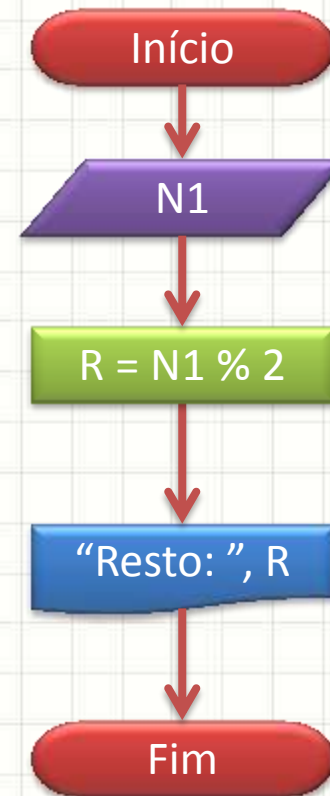 Início
N1
R = N1 % 2
“Resto: ”, R
Fim